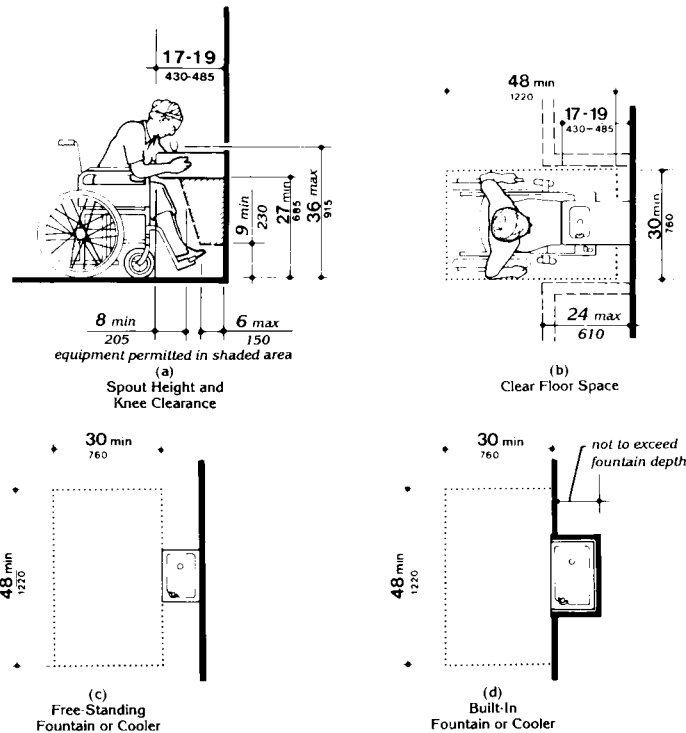 17-19
430-485
9 min
230
27 min
685
36 max
915
8 min
205
6 max
150
equipment permitted in shaded area
(a)
Spout Height and
Knee Clearance
48 min
1220
17-19
430-485
30 min
760
24 max
610
(b)
Clear Floor Space
30 min
760
48 min
1220
(c)
Free-Standing
Fountain or Cooler
30 min
760
not to exceed
fountain depth
48 min
1220
(d)
Built-In
Fountain or Cooler